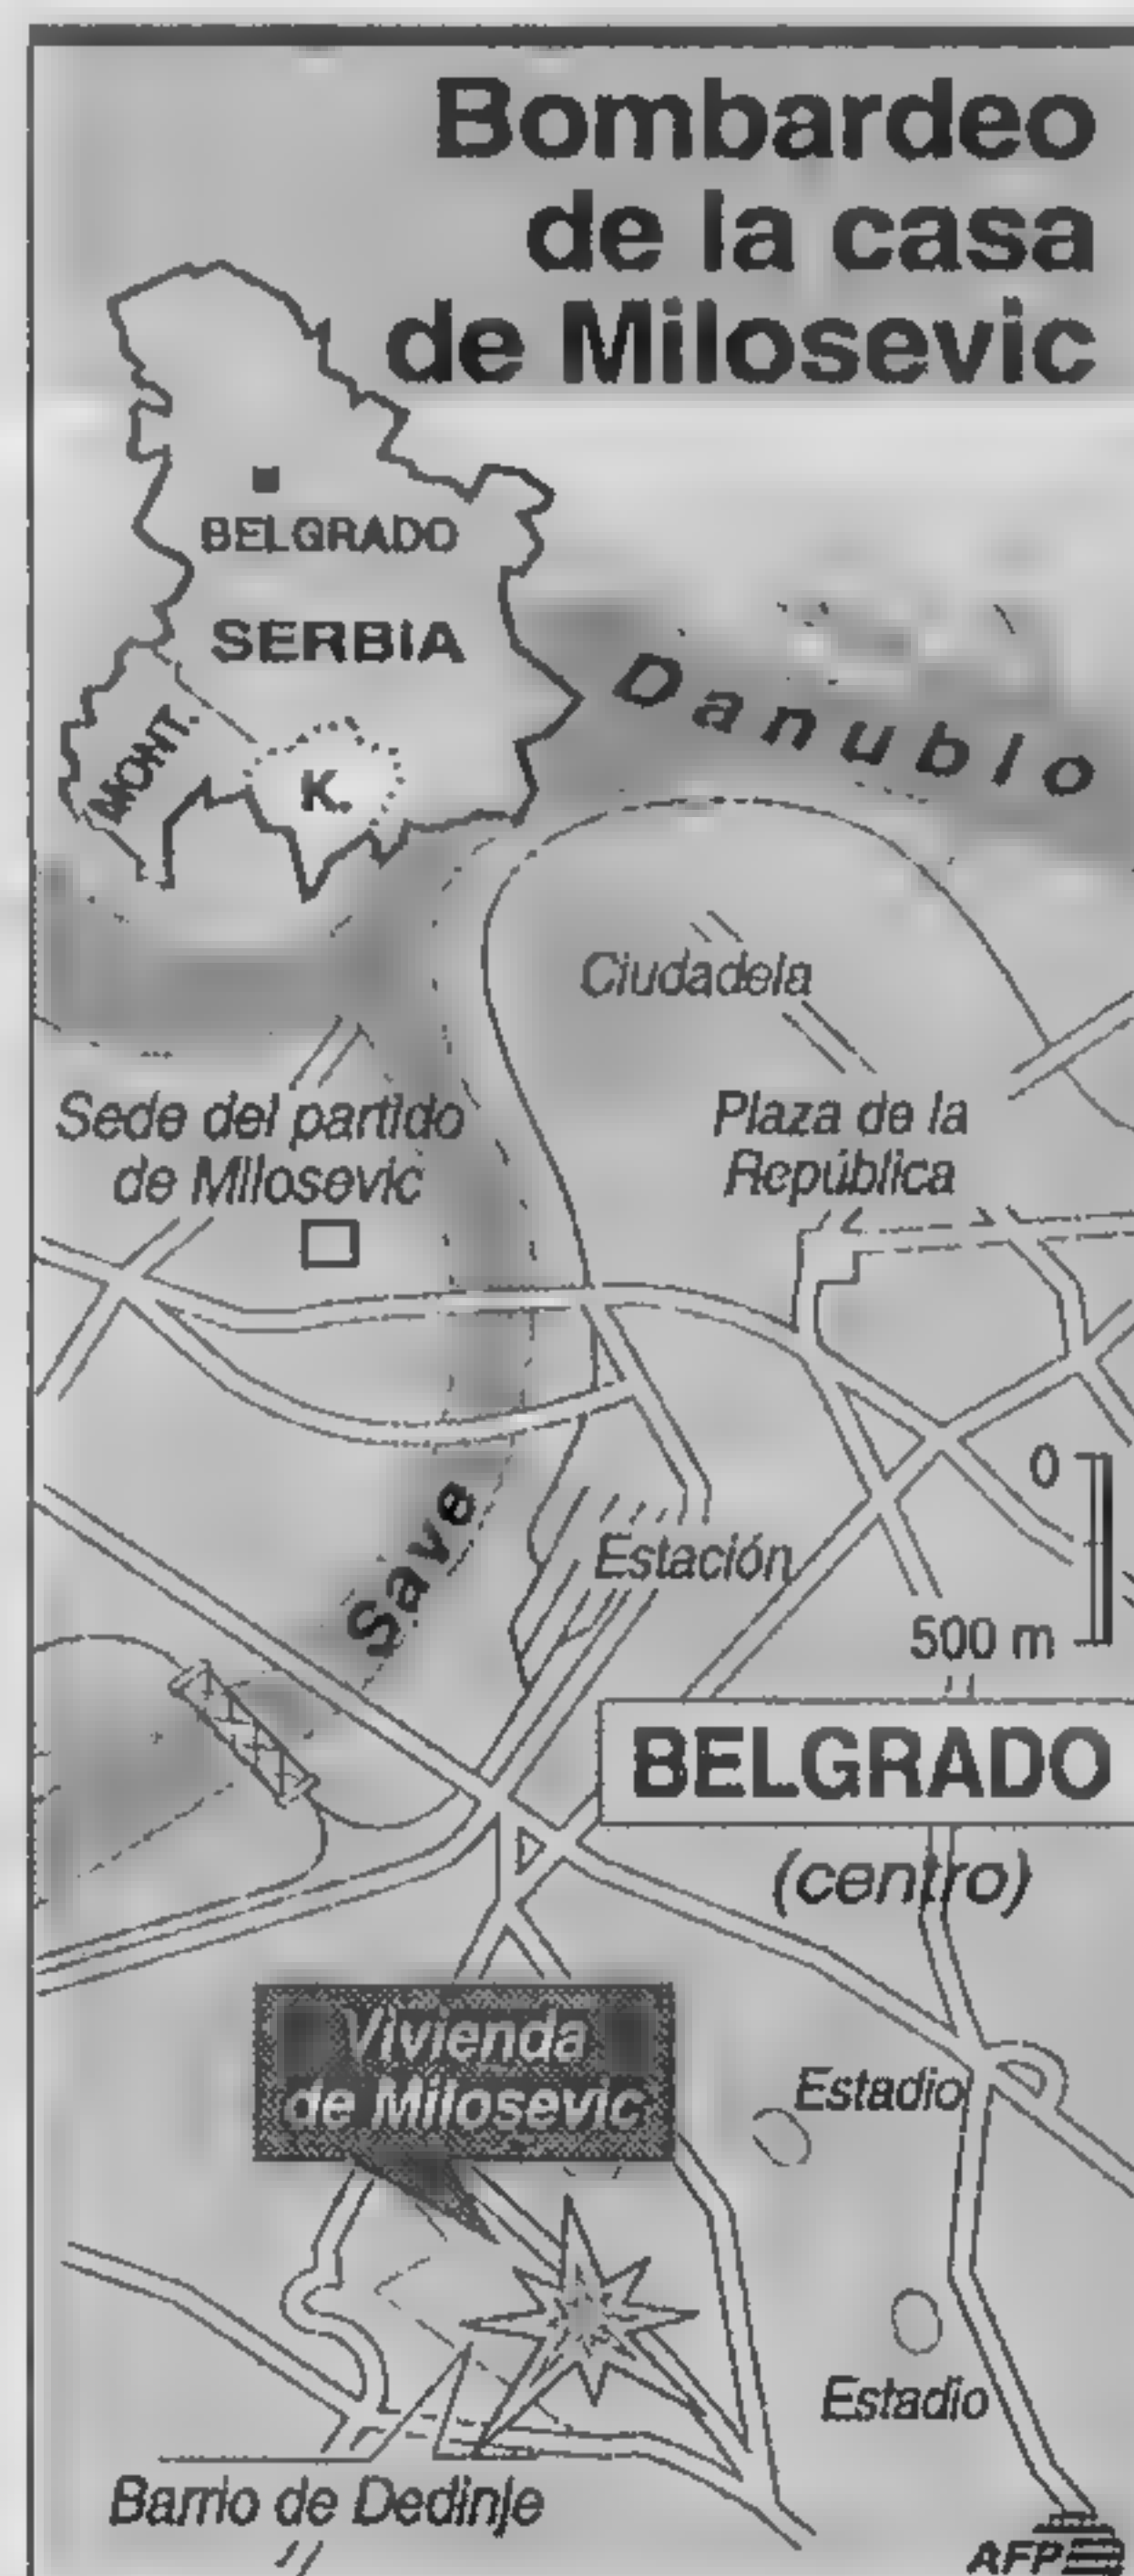 Bombardeo
de la casa
de Milosevic
BELGRADO
SERBIA
MONT.
K.
Danubio
Ciudadela
Sede del partido
de Milosevic
Plaza de la
República
0
Save
Estación
500 m
BELGRADO
(centro)
Vivienda
de Milosevic
Estadio
Estadio
Barrio de Dedinje
AFP